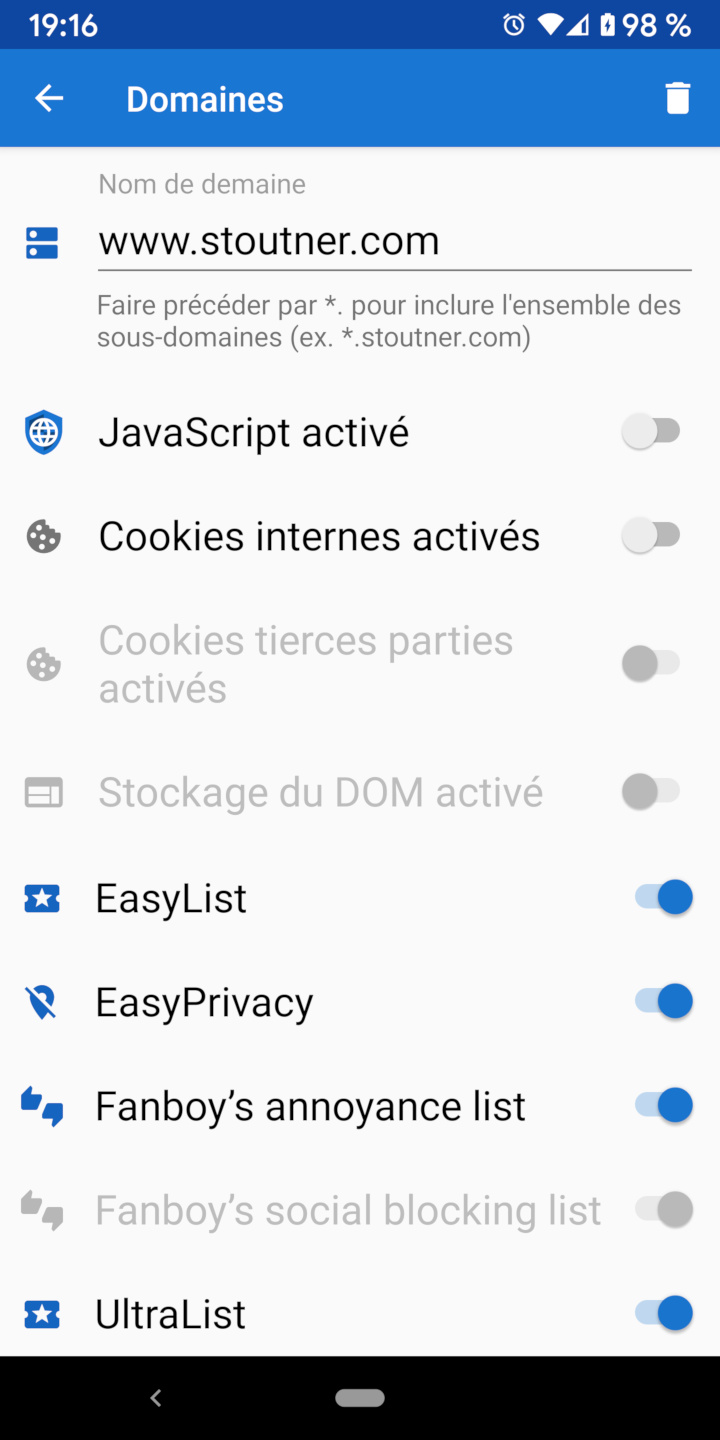 19:16
98 %
Domaines
Nom de demaine
www.stoutner.com
Faire précéder par *. pour inclure l'ensemble des
sous-domaines (ex. *.stoutner.com)
JavaScript activé
Cookies internes activés
Cookies tierces parties
activés
Stockage du DOM activé
EasyList
EasyPrivacy
Fanboy’s annoyance list
Fanboy’s social blocking list
UltraList